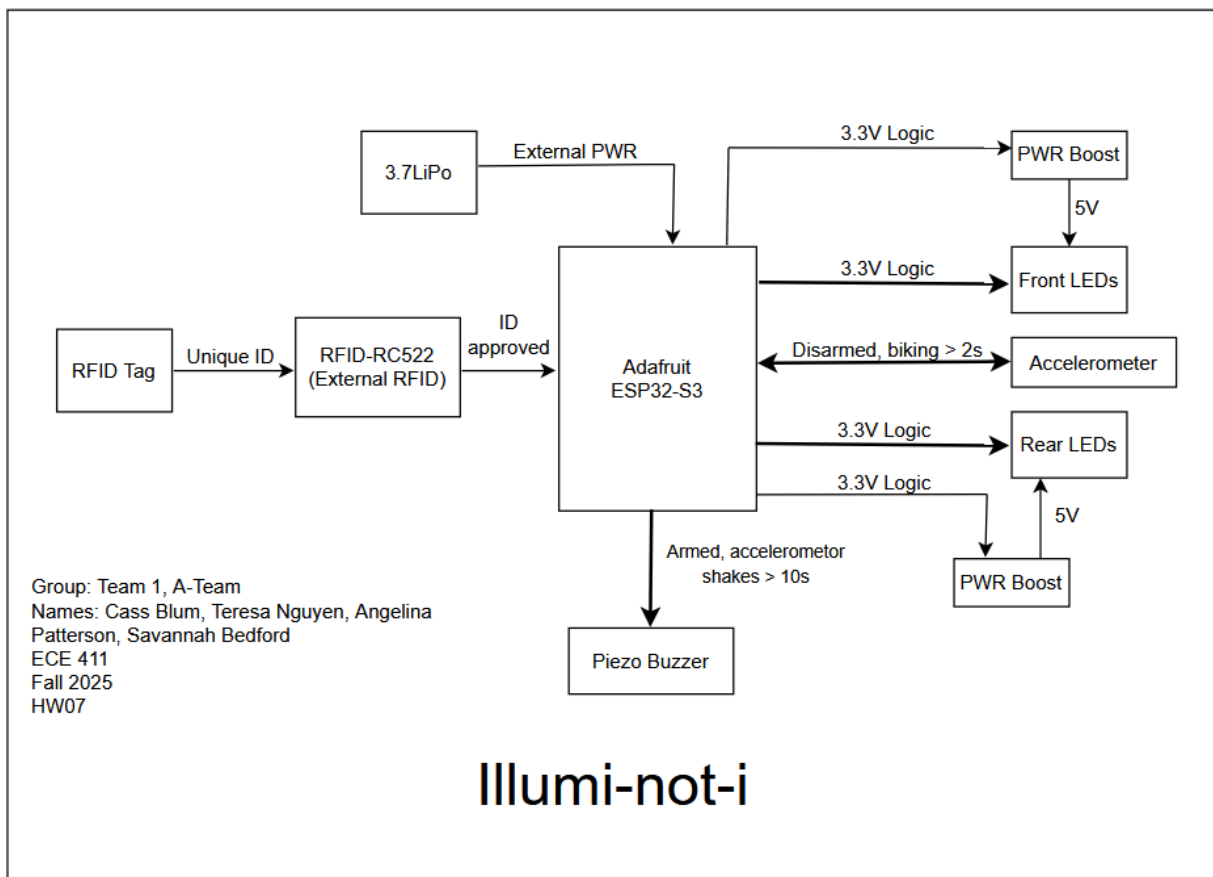 3.3V Logic
PWR Boost
External PWR
3.7LiPo
5V
3.3V Logic
Front LEDs
ID
approved
Unique ID
RFID Tag
RFID-RC522
(External RFID)
Adafruit
ESP32-S3
Disarmed, biking > 2s
Accelerometer
3.3V Logic
Rear LEDs
3.3V Logic
5V
PWR Boost
Armed, accelerometor
shakes > 10s
Piezo Buzzer
Group: Team 1, A-Team
Names: Cass Blum, Teresa Nguyen, Angelina
Patterson, Savannah Bedford
ECE 411
Fall 2025
HW07
Illumi-not-i